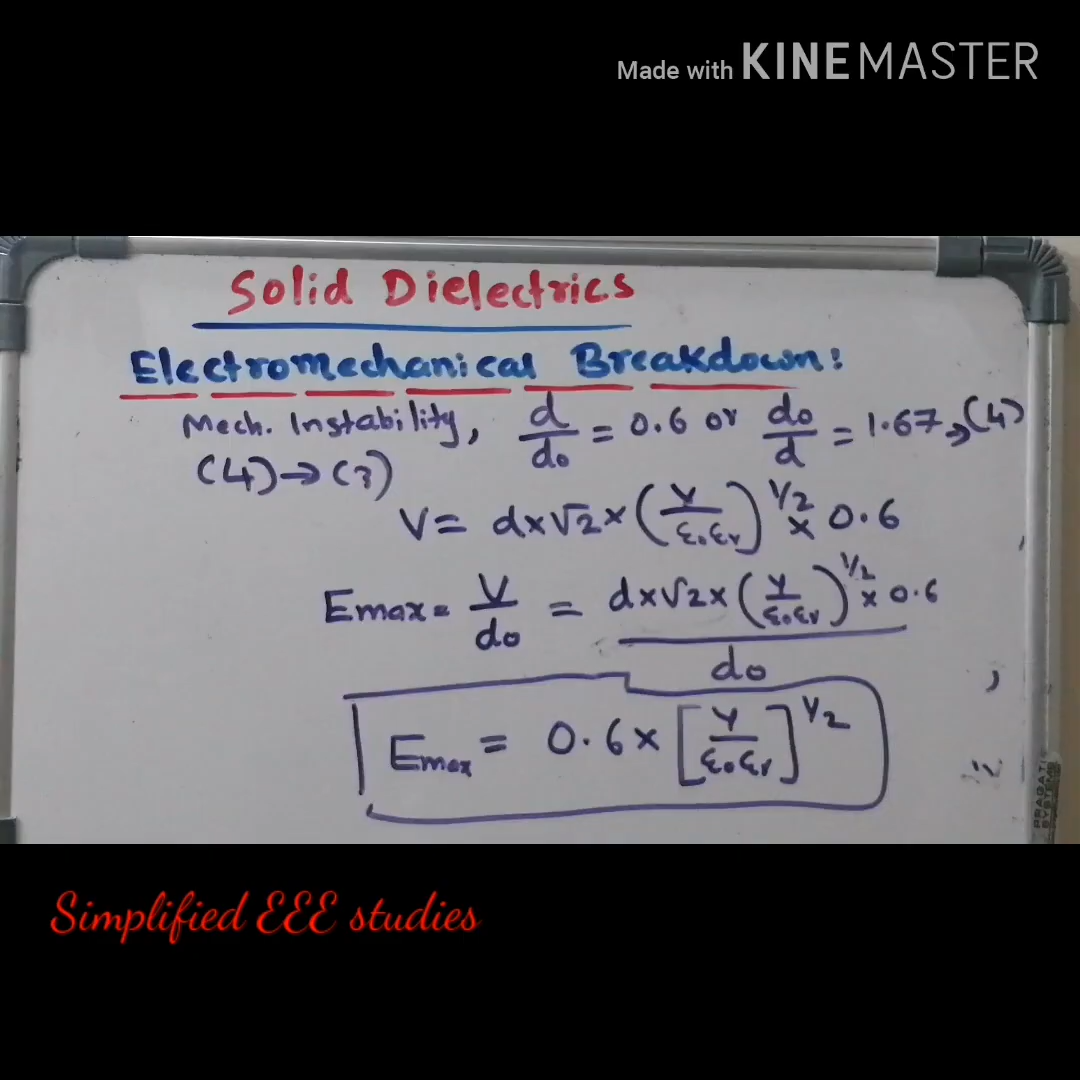 Made with KINEMASTER
Solid Dielectrics
Electromechanical Breakdown:
Mech. Instability, d/do = 0.6 or do/d = 1.67 → (4)
(4) → (3)
V = d×√2×(Y/ε₀εr)^1/2 × 0.6
Emax = V/do = d×√2×(Y/ε₀εr)^1/2 × 0.6 / do
Emax = 0.6 × [Y/ε₀εr]^1/2
PRAGATI SYSTEMS
Simplified EEE studies